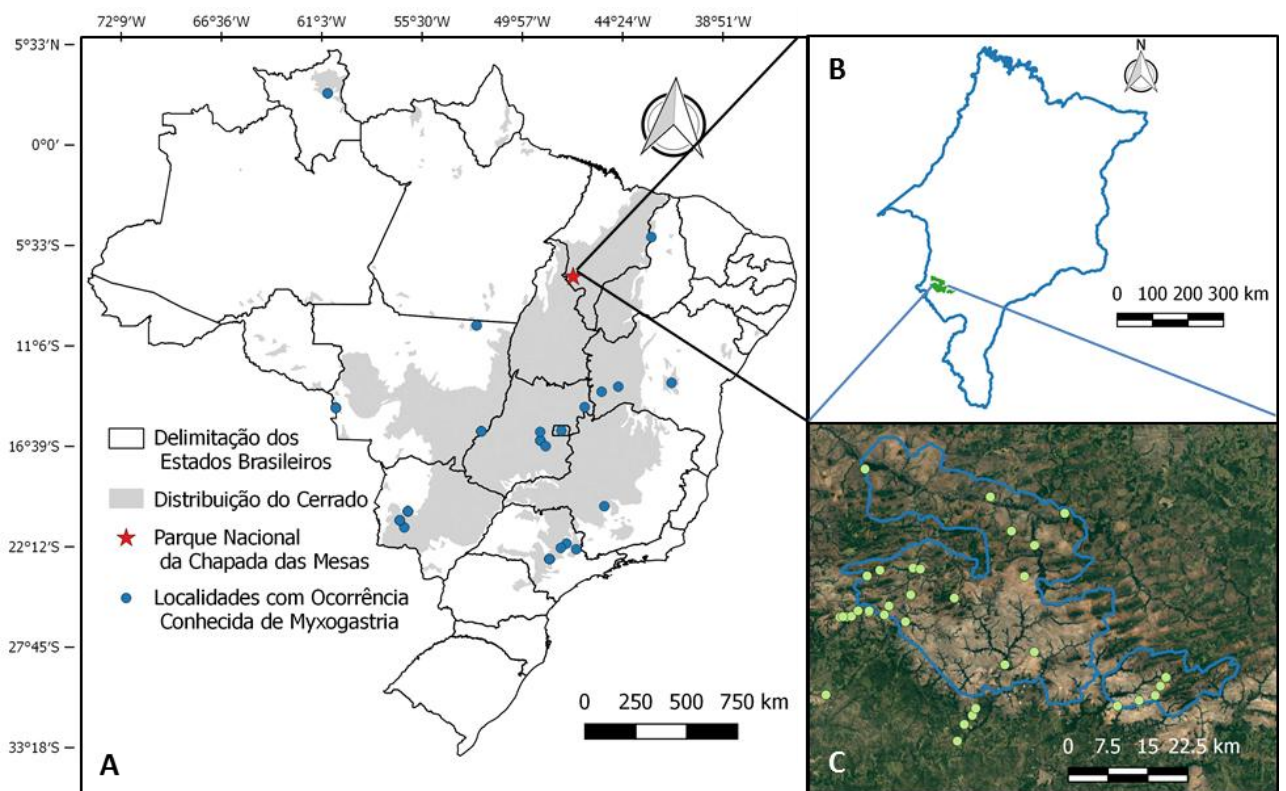 72°9'W 66°36'W 61°3'W 55°30'W 49°57'W 44°24'W 38°51'W
5°33'N
0°0'
5°33'S
11°6'S
16°39'S
22°12'S
27°45'S
33°18'S
Delimitação dos
Estados Brasileiros
Distribuição do Cerrado
Parque Nacional
da Chapada das Mesas
Localidades com Ocorrência
Conhecida de Myxogastria
0 250 500 750 km
A
B
N
0 100 200 300 km
C
0 7.5 15 22.5 km